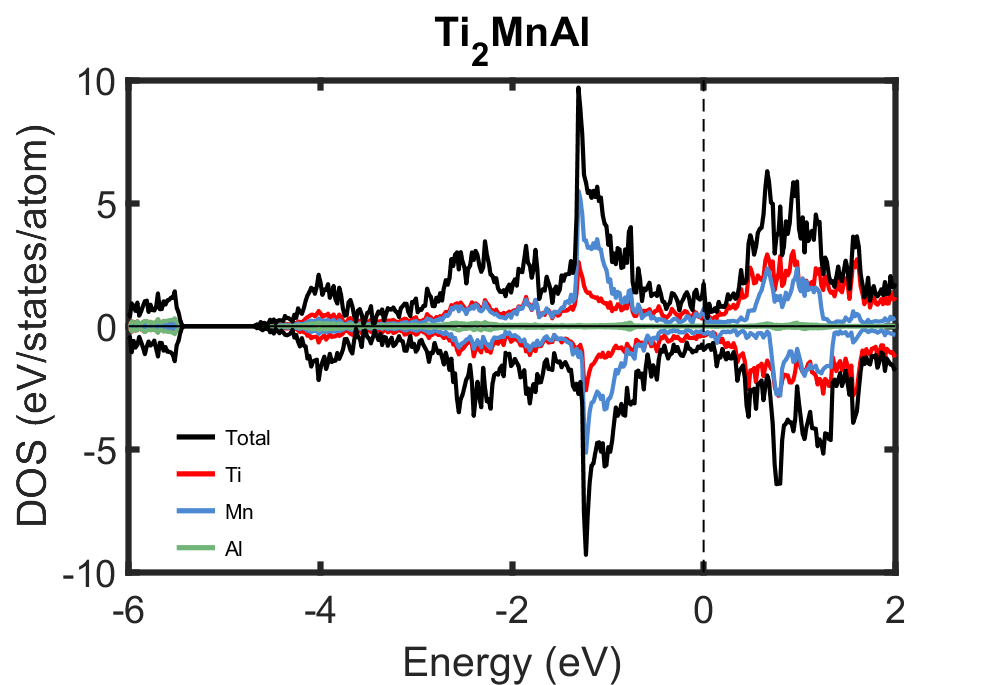 Ti₂MnAl
DOS (eV/states/atom)
10
5
0
-5
-10
Total
Ti
Mn
Al
-6 -4 -2 0 2
Energy (eV)